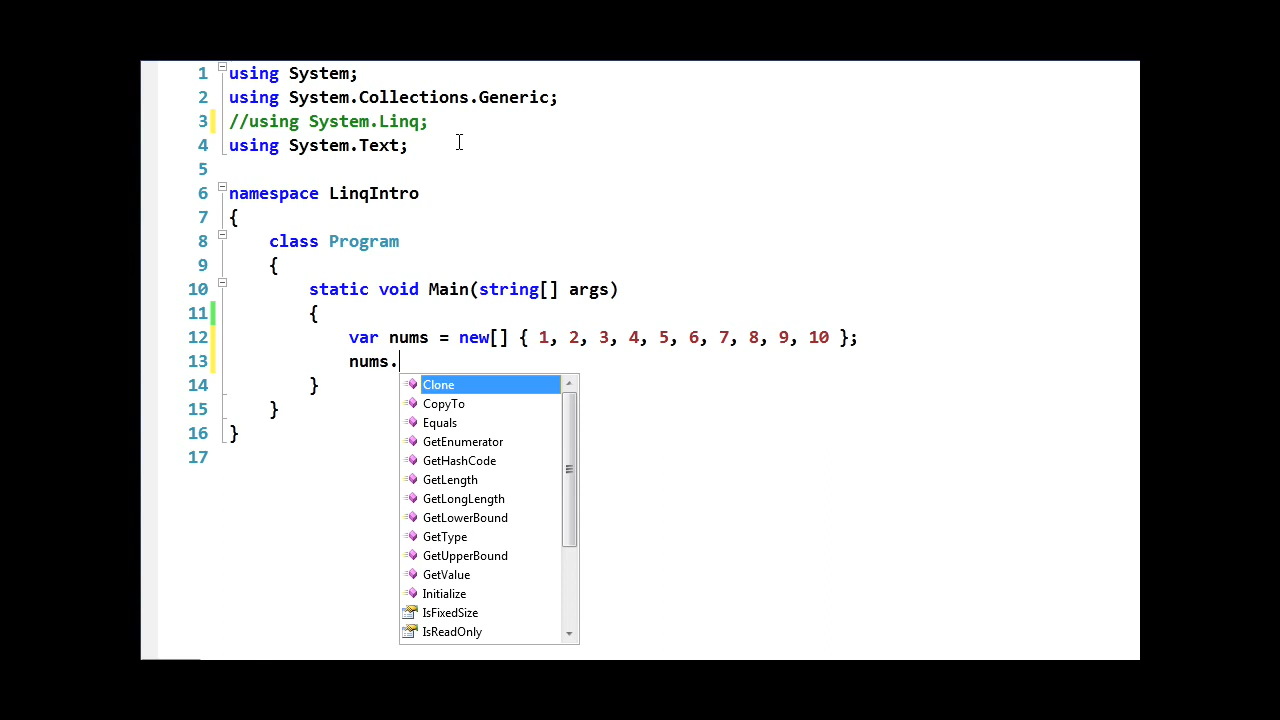 1 using System;
2 using System.Collections.Generic;
3 //using System.Linq;
4 using System.Text;
5
6 namespace LinqIntro
7 {
8     class Program
9     {
10         static void Main(string[] args)
11         {
12             var nums = new[] { 1, 2, 3, 4, 5, 6, 7, 8, 9, 10 };
13             nums.
14         }
15     }
16 }
17
Clone
CopyTo
Equals
GetEnumerator
GetHashCode
GetLength
GetLongLength
GetLowerBound
GetType
GetUpperBound
GetValue
Initialize
IsFixedSize
IsReadOnly